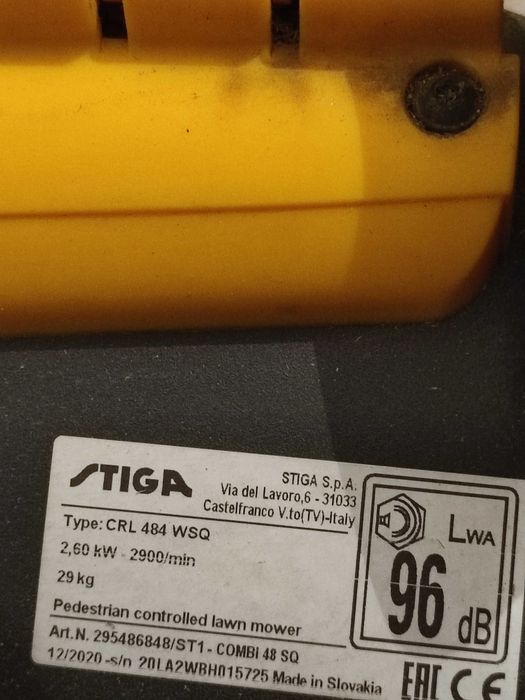 STIGA
STIGA S.p.A.
Via del Lavoro,6 - 31033
Castelfranco V.to(TV)-Italy
Type: CRL 484 WSQ
2,60 kW - 2900/min
29 kg
Pedestrian controlled lawn mower
Art.N. 295486848/ST1 - COMBI 48 SQ
12/2020 -s/n 20LA2WBH015725 Made in Slovakia
LWA
96 dB
EAC CE